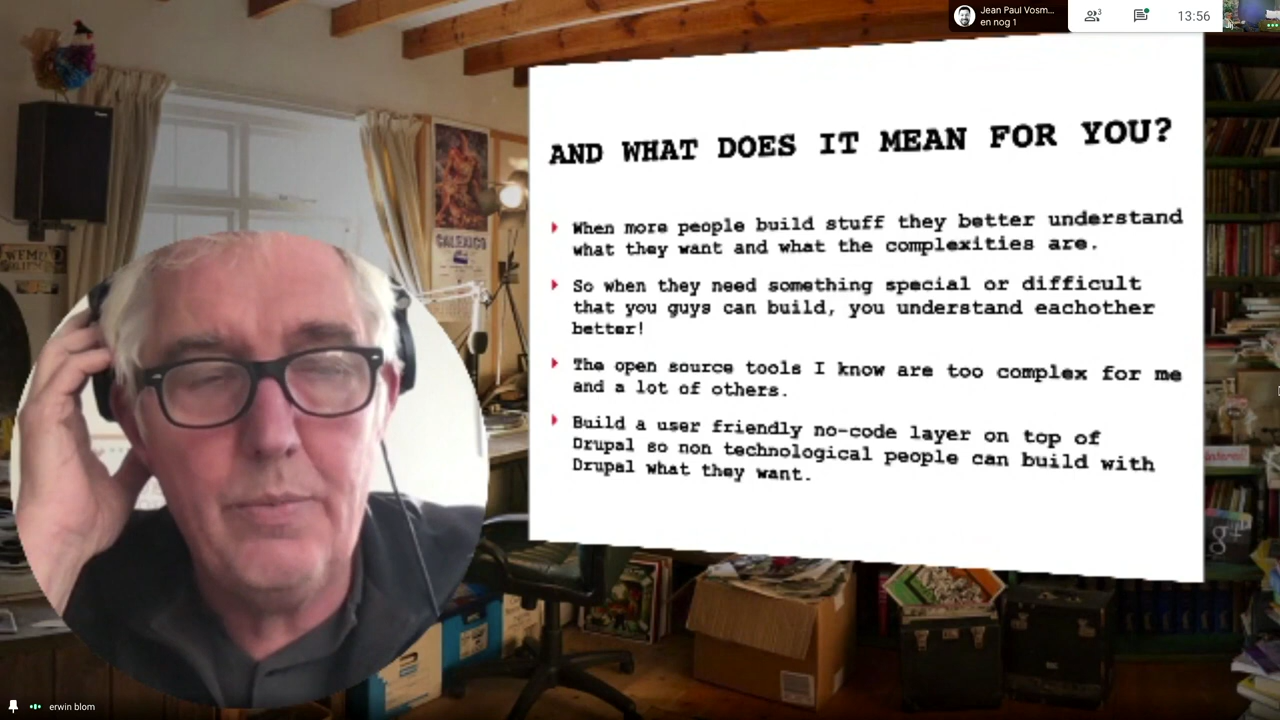 Jean Paul Vosm...
en nog 1
3
13:56
AND WHAT DOES IT MEAN FOR YOU?
When more people build stuff they better understand
what they want and what the complexities are.
So when they need something special or difficult
that you guys can build, you understand eachother
better!
The open source tools I know are too complex for me
and a lot of others.
Build a user friendly no-code layer on top of
Drupal so non technological people can build with
Drupal what they want.
CALEXICO
erwin blom